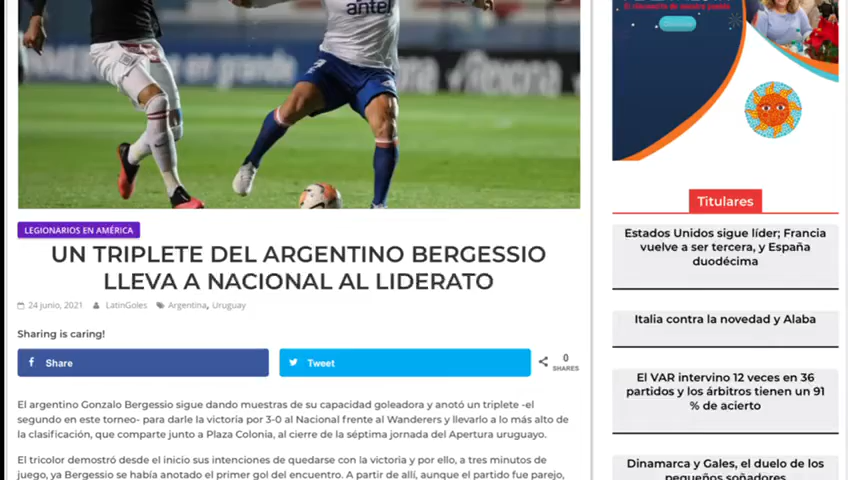 antel
Rexona
LEGIONARIOS EN AMÉRICA
UN TRIPLETE DEL ARGENTINO BERGESSIO
LLEVA A NACIONAL AL LIDERATO
24 junio, 2021 LatinGoles Argentina, Uruguay
Sharing is caring!
Share
Tweet
0
SHARES
El argentino Gonzalo Bergessio sigue dando muestras de su capacidad goleadora y anotó un triplete -el
segundo en este torneo- para darle la victoria por 3-0 al Nacional frente al Wanderers y llevarlo a lo más alto de
la clasificación, que comparte junto a Plaza Colonia, al cierre de la séptima jornada del Apertura uruguayo.
El tricolor demostró desde el inicio sus intenciones de quedarse con la victoria y por ello, a tres minutos de
juego, ya Bergessio se había anotado el primer gol del encuentro. A partir de allí, aunque el partido fue parejo,
Titulares
Estados Unidos sigue líder; Francia
vuelve a ser tercera, y España
duodécima
Italia contra la novedad y Alaba
El VAR intervino 12 veces en 36
partidos y los árbitros tienen un 91
% de acierto
Dinamarca y Gales, el duelo de los
pequeños soñadores